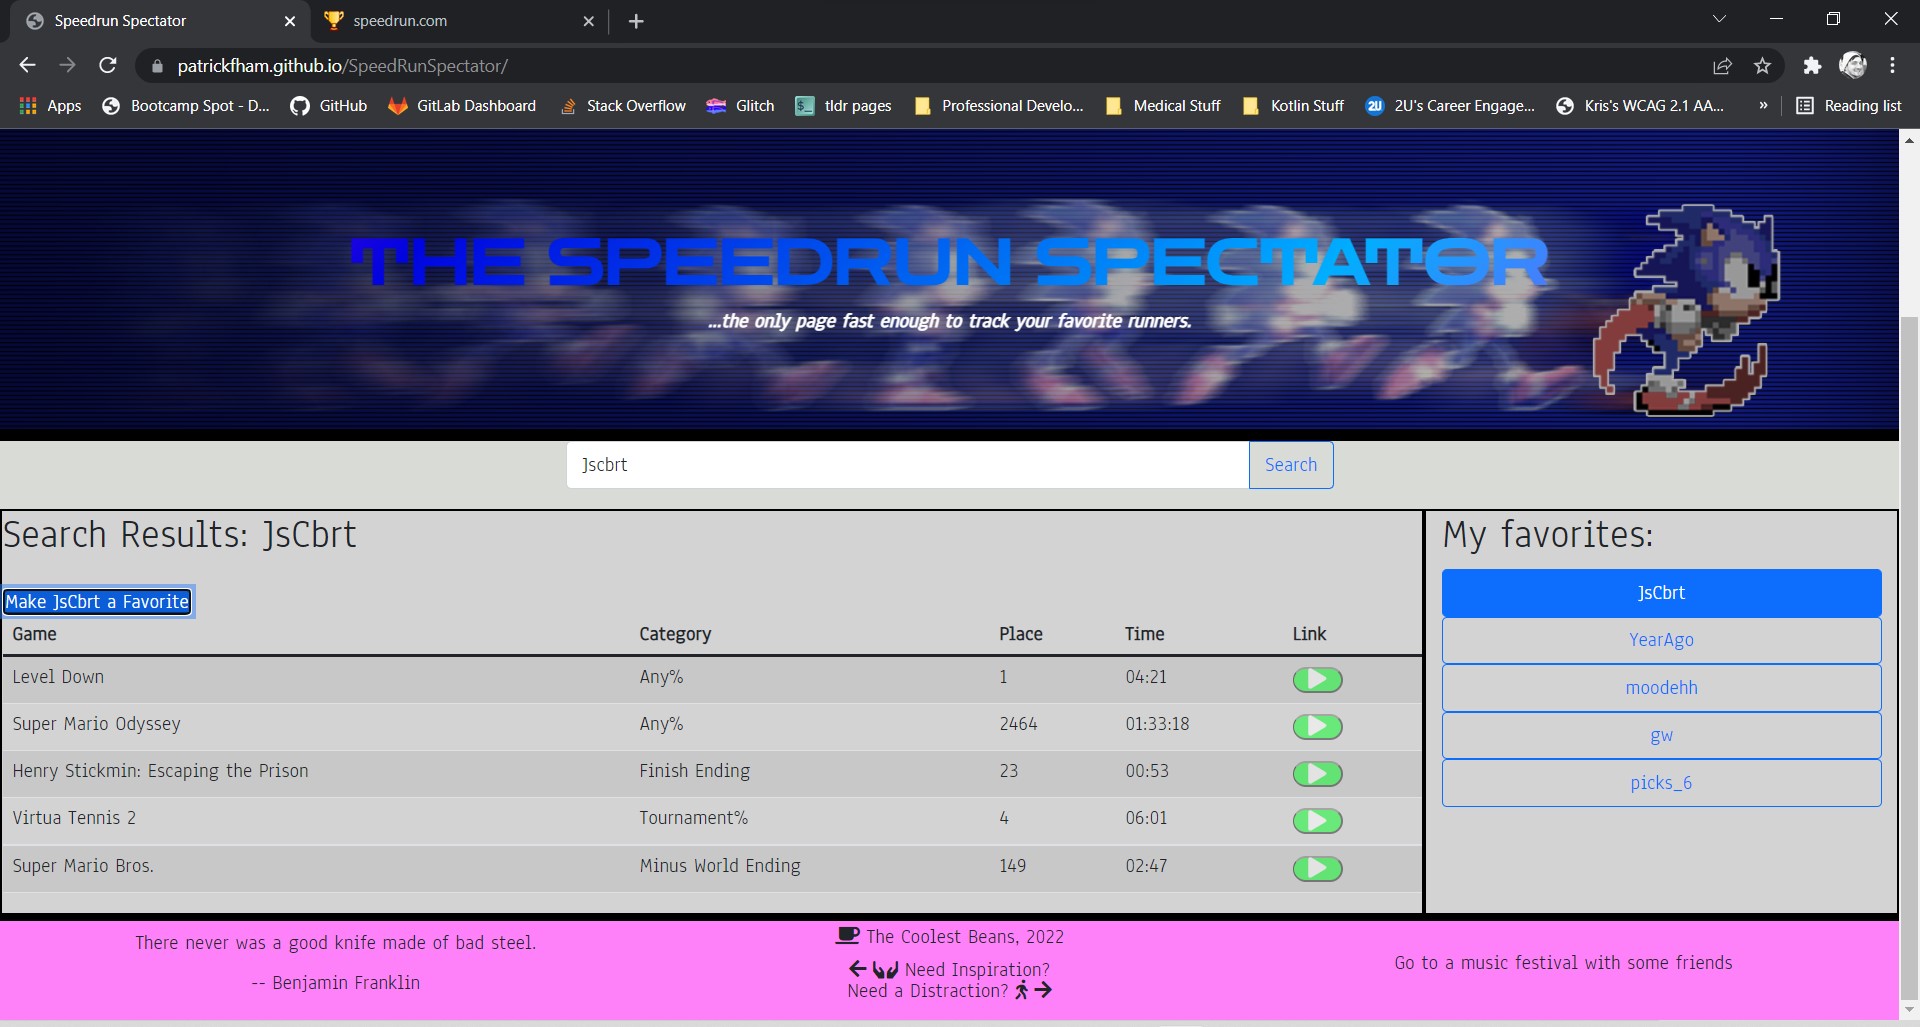 Speedrun Spectator
speedrun.com
patrickfham.github.io/SpeedRunSpectator/
Apps
Bootcamp Spot - D...
GitHub
GitLab Dashboard
Stack Overflow
Glitch
tldr pages
Professional Develo...
Medical Stuff
Kotlin Stuff
2U
2U's Career Engage...
Kris's WCAG 2.1 AA...
»
Reading list
THE SPEEDRUN SPECTATOR
...the only page fast enough to track your favorite runners.
Jscbrt
Search
Search Results: JsCbrt
Make JsCbrt a Favorite
Game Category Place Time Link
Level Down Any% 1 04:21
Super Mario Odyssey Any% 2464 01:33:18
Henry Stickmin: Escaping the Prison Finish Ending 23 00:53
Virtua Tennis 2 Tournament% 4 06:01
Super Mario Bros. Minus World Ending 149 02:47
My favorites:
JsCbrt
YearAgo
moodehh
gw
picks_6
There never was a good knife made of bad steel.
-- Benjamin Franklin
The Coolest Beans, 2022
Need Inspiration?
Need a Distraction?
Go to a music festival with some friends